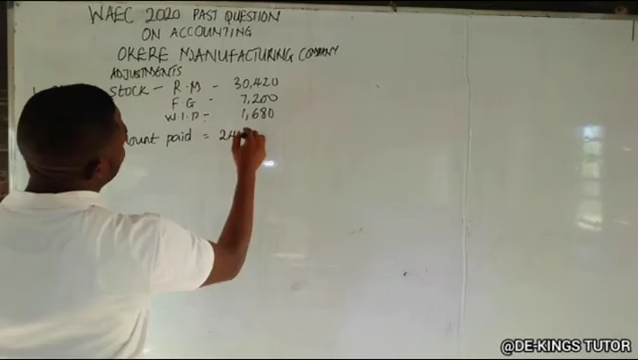 WAEC 2020 PAST QUESTION
ON ACCOUNTING
OKERE MANUFACTURING COMPANY
ADJUSTMENTS
STOCK - R.M - 30,420
F G - 7,200
W.I.P - 1,680
ount paid = 24
@DE-KINGS TUTOR